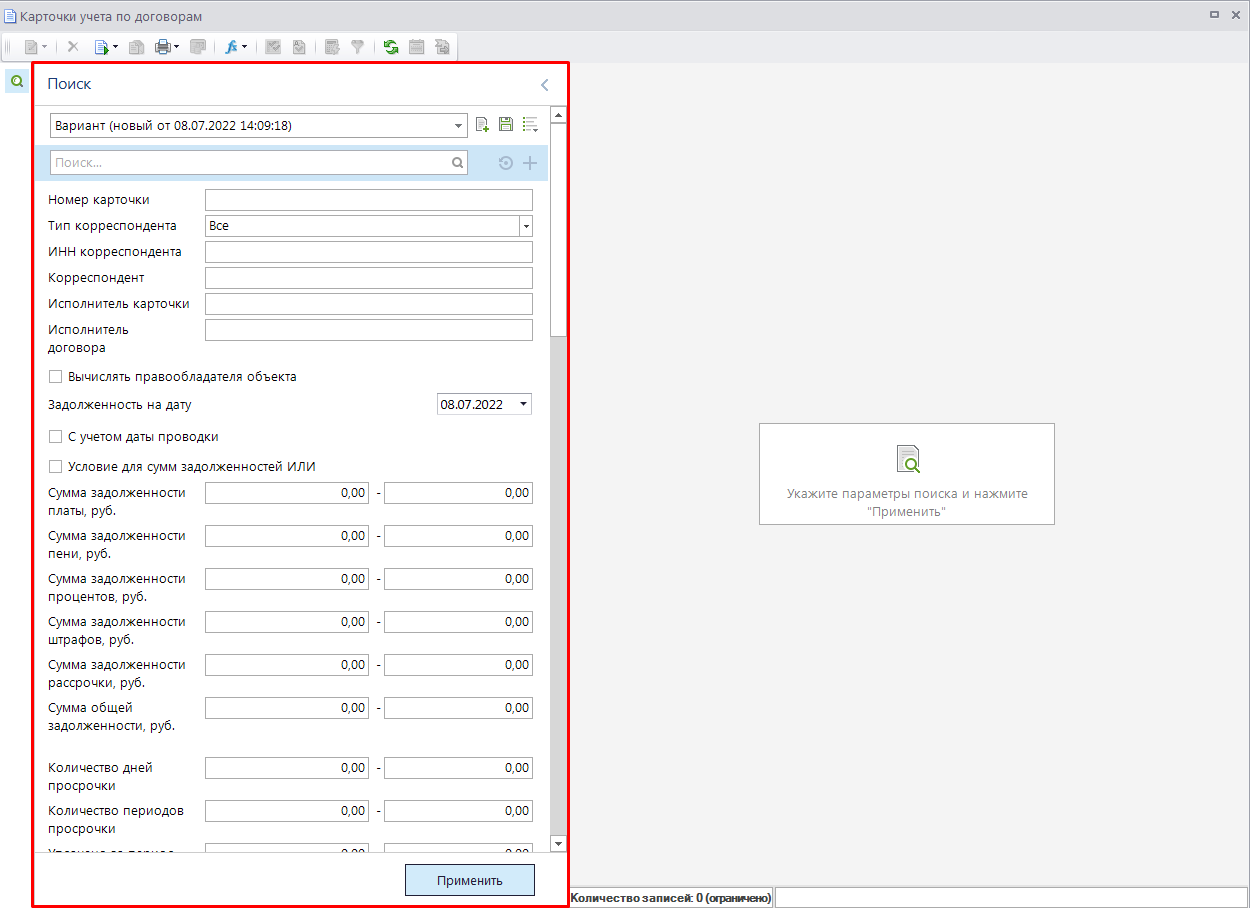 Карточки учета по договорам
Поиск
Вариант (новый от 08.07.2022 14:09:18)
Поиск...
Номер карточки
Тип корреспондента
Все
ИНН корреспондента
Корреспондент
Исполнитель карточки
Исполнитель
договора
Вычислять правообладателя объекта
Задолженность на дату
08.07.2022
С учетом даты проводки
Условие для сумм задолженностей ИЛИ
Сумма задолженности
платы, руб.
0,00 - 0,00
Сумма задолженности
пени, руб.
0,00 - 0,00
Сумма задолженности
процентов, руб.
0,00 - 0,00
Сумма задолженности
штрафов, руб.
0,00 - 0,00
Сумма задолженности
рассрочки, руб.
0,00 - 0,00
Сумма общей
задолженности, руб.
0,00 - 0,00
Количество дней
просрочки
0,00 - 0,00
Количество периодов
просрочки
0,00 - 0,00
Применить
Укажите параметры поиска и нажмите
"Применить"
Количество записей: 0 (ограничено)